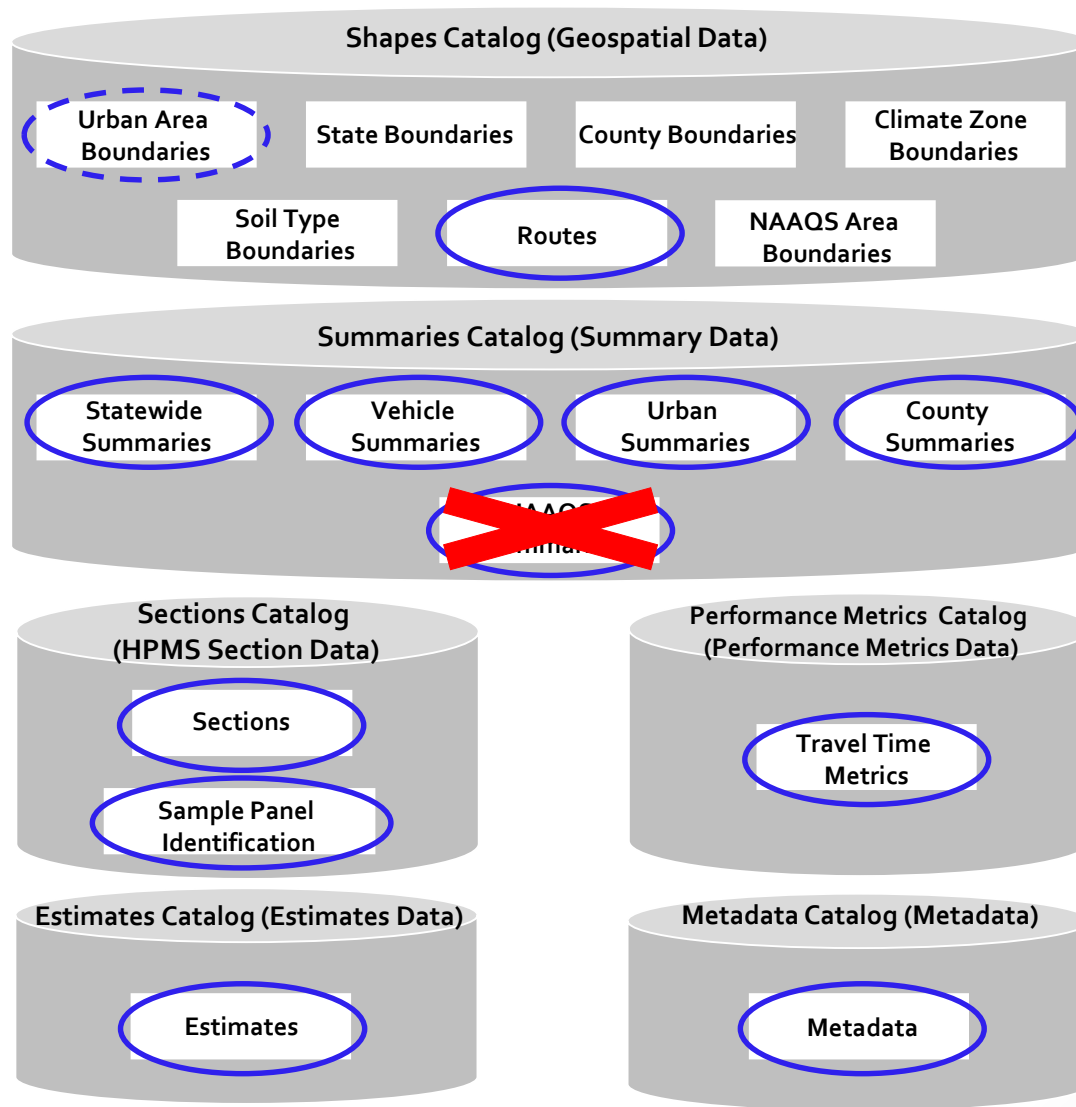 Shapes Catalog (Geospatial Data)
Urban Area
Boundaries
State Boundaries
County Boundaries
Climate Zone
Boundaries
Soil Type
Boundaries
Routes
NAAQS Area
Boundaries
Summaries Catalog (Summary Data)
Statewide
Summaries
Vehicle
Summaries
Urban
Summaries
County
Summaries
Sections Catalog
(HPMS Section Data)
Sections
Sample Panel
Identification
Performance Metrics  Catalog
(Performance Metrics Data)
Travel Time
Metrics
Estimates Catalog (Estimates Data)
Estimates
Metadata Catalog (Metadata)
Metadata